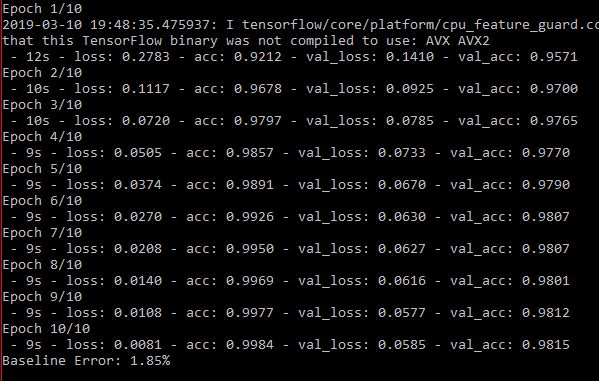 Epoch 1/10
2019-03-10 19:48:35.475937: I tensorflow/core/platform/cpu_feature_guard.cc
that this TensorFlow binary was not compiled to use: AVX AVX2
 - 12s - loss: 0.2783 - acc: 0.9212 - val_loss: 0.1410 - val_acc: 0.9571
Epoch 2/10
 - 10s - loss: 0.1117 - acc: 0.9678 - val_loss: 0.0925 - val_acc: 0.9700
Epoch 3/10
 - 10s - loss: 0.0720 - acc: 0.9797 - val_loss: 0.0785 - val_acc: 0.9765
Epoch 4/10
 - 9s - loss: 0.0505 - acc: 0.9857 - val_loss: 0.0733 - val_acc: 0.9770
Epoch 5/10
 - 9s - loss: 0.0374 - acc: 0.9891 - val_loss: 0.0670 - val_acc: 0.9790
Epoch 6/10
 - 9s - loss: 0.0270 - acc: 0.9926 - val_loss: 0.0630 - val_acc: 0.9807
Epoch 7/10
 - 9s - loss: 0.0208 - acc: 0.9950 - val_loss: 0.0627 - val_acc: 0.9807
Epoch 8/10
 - 9s - loss: 0.0140 - acc: 0.9969 - val_loss: 0.0616 - val_acc: 0.9801
Epoch 9/10
 - 9s - loss: 0.0108 - acc: 0.9977 - val_loss: 0.0577 - val_acc: 0.9812
Epoch 10/10
 - 9s - loss: 0.0081 - acc: 0.9984 - val_loss: 0.0585 - val_acc: 0.9815
Baseline Error: 1.85%